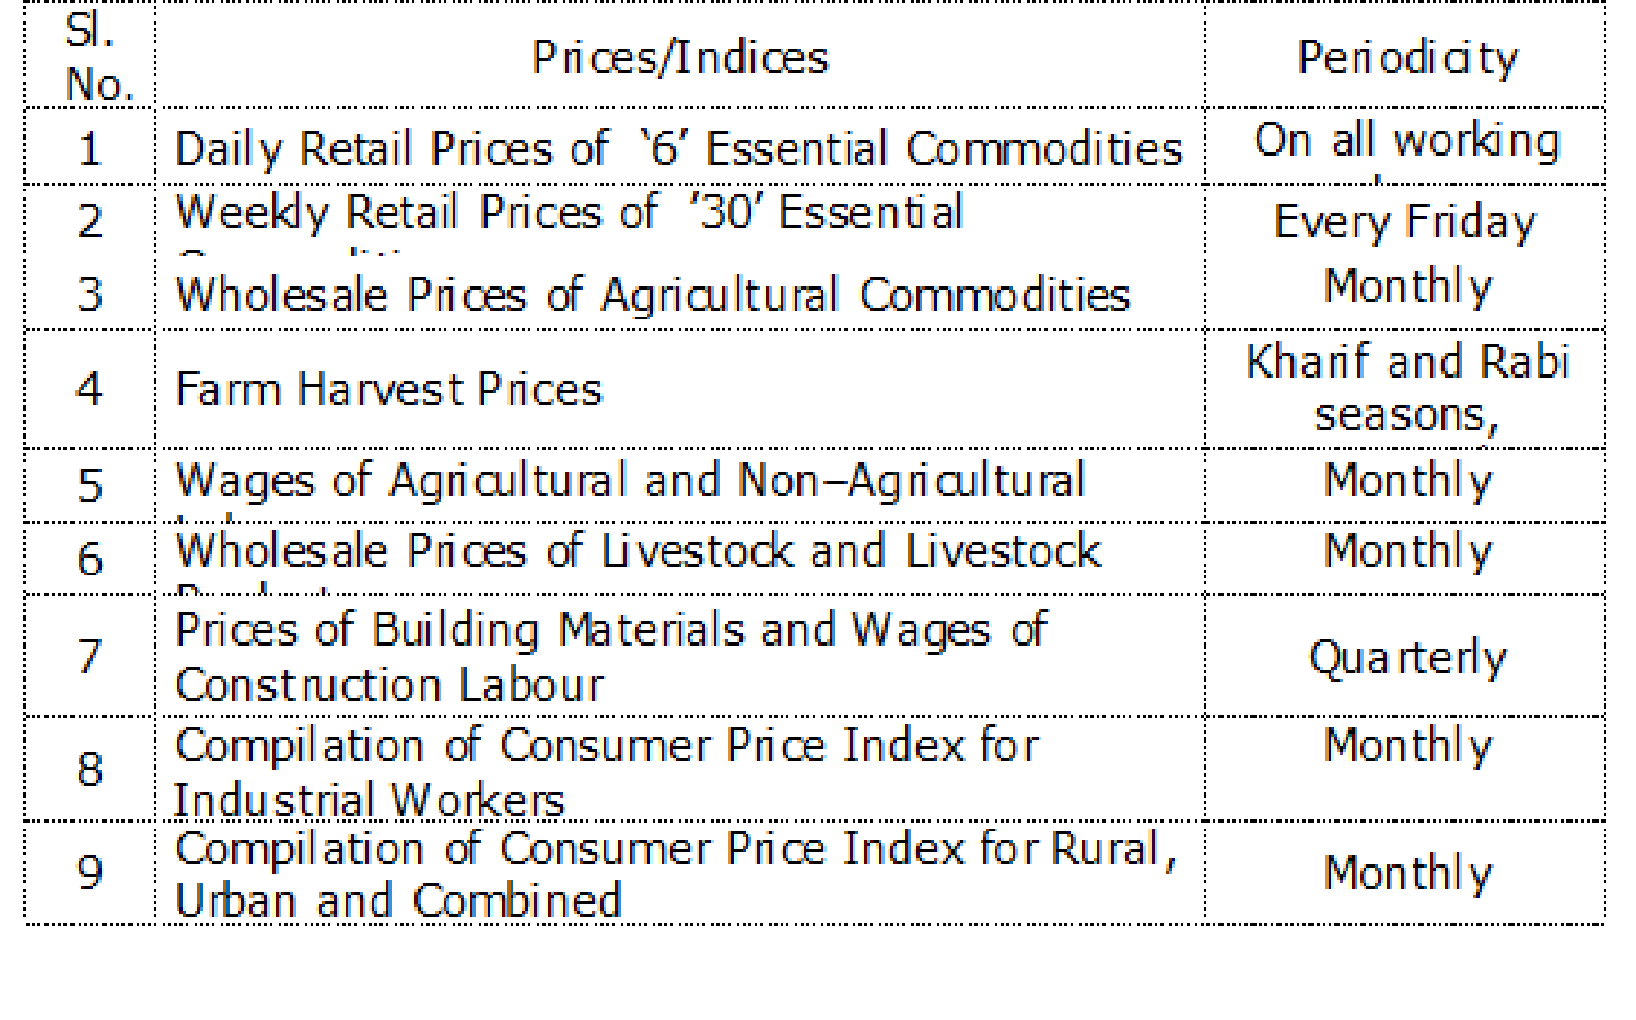 Sl.
No.
Prices/Indices
Periodicity
1
Daily Retail Prices of ‘6’ Essential Commodities
On all working
2
Weekly Retail Prices of ’30’ Essential
Every Friday
3
Wholesale Prices of Agricultural Commodities
Monthly
4
Farm Harvest Prices
Kharif and Rabi
seasons,
5
Wages of Agricultural and Non–Agricultural
Monthly
6
Wholesale Prices of Livestock and Livestock
Monthly
7
Prices of Building Materials and Wages of
Construction Labour
Quarterly
8
Compilation of Consumer Price Index for
Industrial Workers
Monthly
9
Compilation of Consumer Price Index for Rural,
Urban and Combined
Monthly